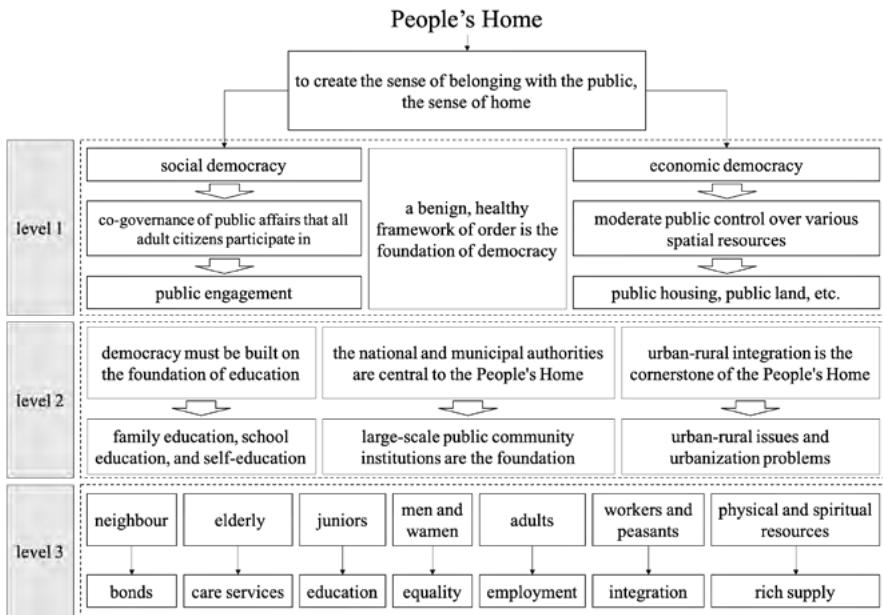 People's Home
to create the sense of belonging with the public,
the sense of home
level 1
social democracy
co-governance of public affairs that all
adult citizens participate in
public engagement
a benign, healthy
framework of order is the
foundation of democracy
economic democracy
moderate public control over various
spatial resources
public housing, public land, etc.
level 2
democracy must be built on
the foundation of education
the national and municipal authorities
are central to the People's Home
urban-rural integration is the
cornerstone of the People's Home
family education, school
education, and self-education
large-scale public community
institutions are the foundation
urban-rural issues and
urbanization problems
level 3
neighbour
elderly
juniors
men and
wamen
adults
workers and
peasants
physical and spiritual
resources
bonds
care services
education
equality
employment
integration
rich supply